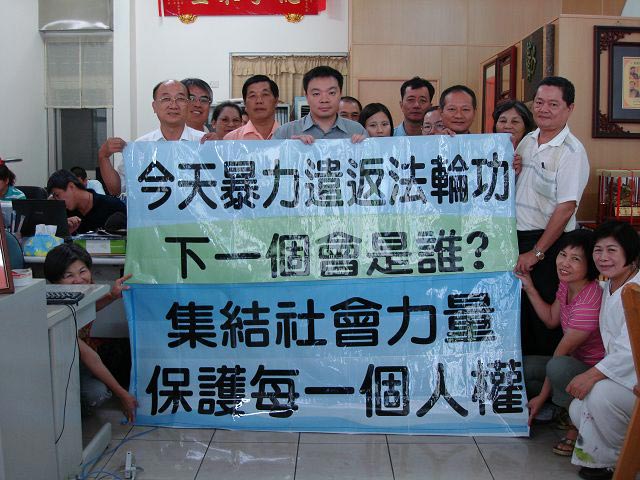 今天暴力遣返法輪功
下一個會是誰?
集結社會力量
保護每一個人權